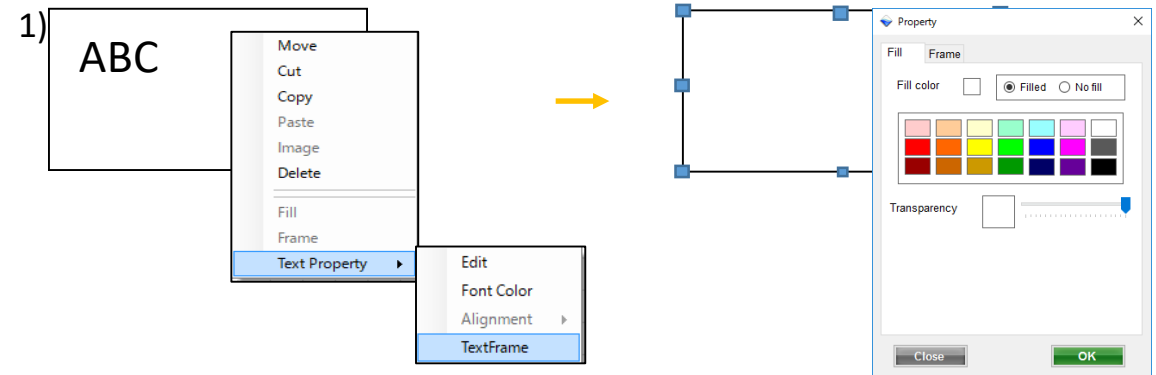 1)
ABC
Move
Cut
Copy
Paste
Image
Delete
Fill
Frame
Text Property
Edit
Font Color
Alignment
TextFrame
Property
Fill Frame
Fill color Filled No fill
Transparency
Close OK